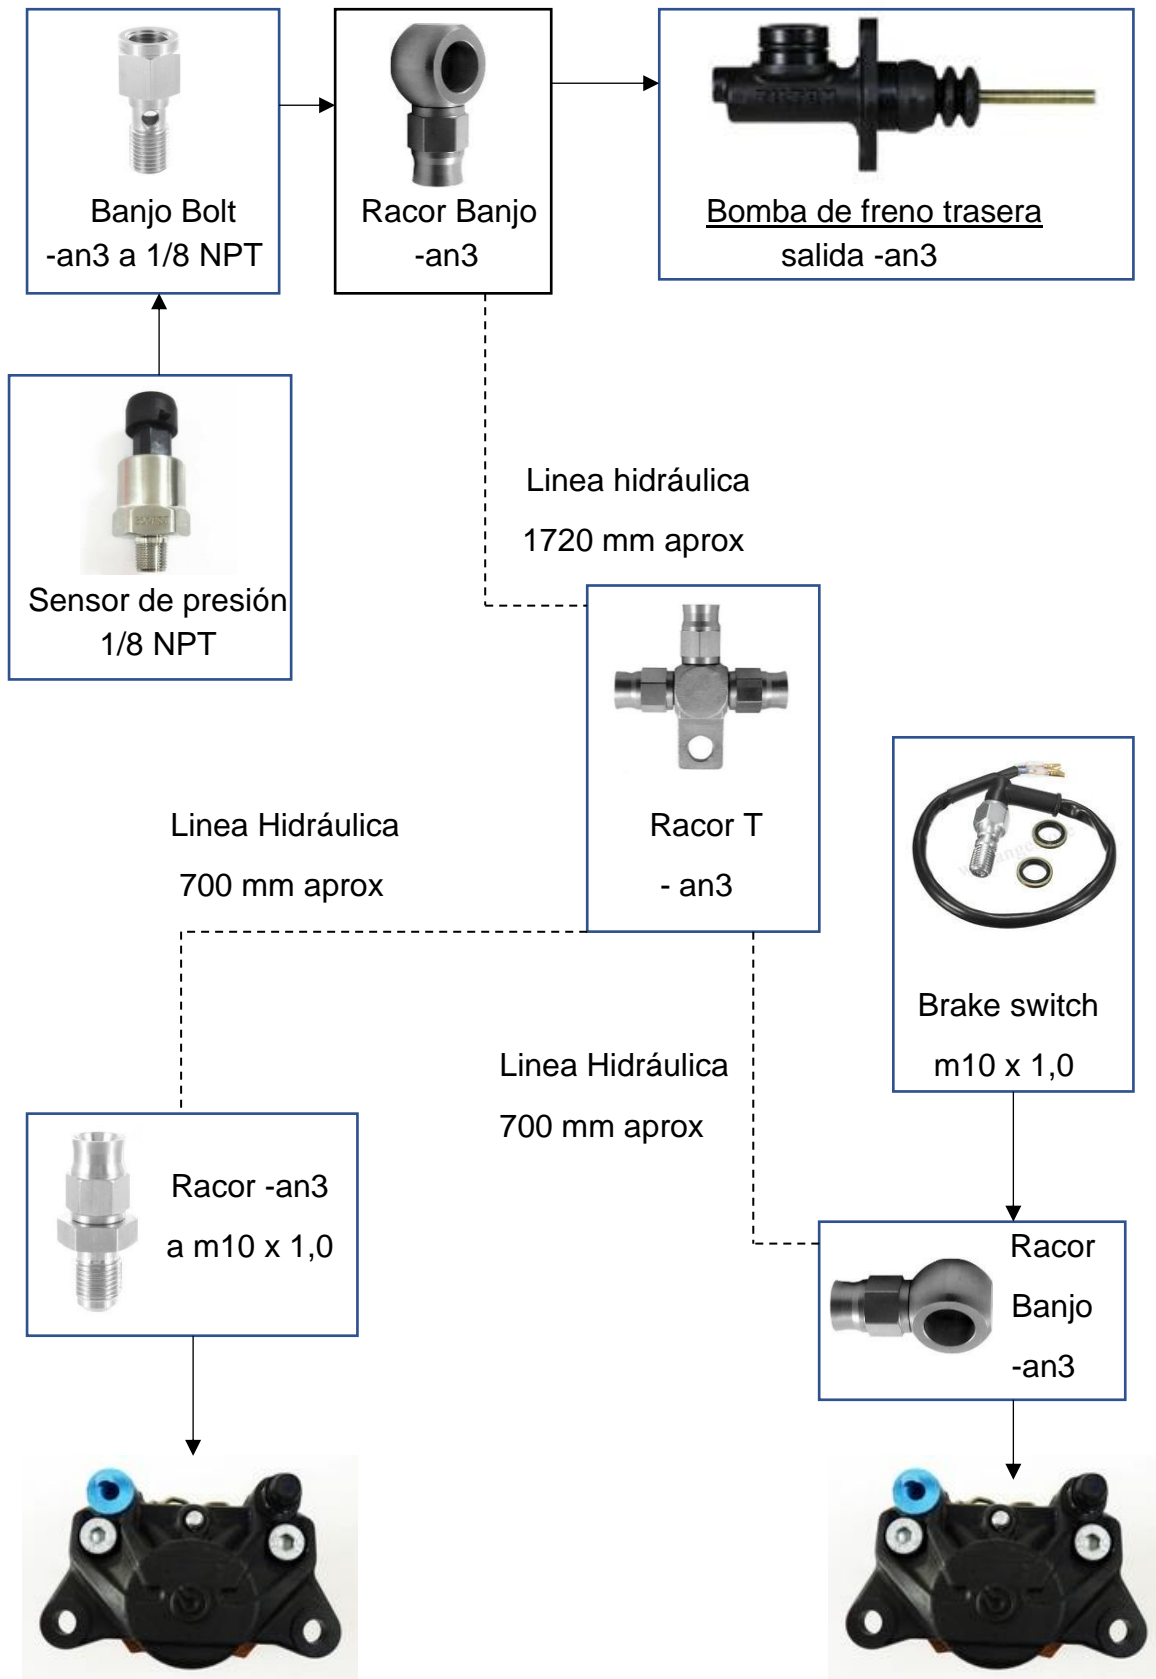 Banjo Bolt
-an3 a 1/8 NPT
Racor Banjo
-an3
Bomba de freno trasera
salida -an3
Sensor de presión
1/8 NPT
Linea hidráulica
1720 mm aprox
Racor T
- an3
Linea Hidráulica
700 mm aprox
Brake switch
m10 x 1,0
Linea Hidráulica
700 mm aprox
Racor -an3
a m10 x 1,0
Racor
Banjo
-an3